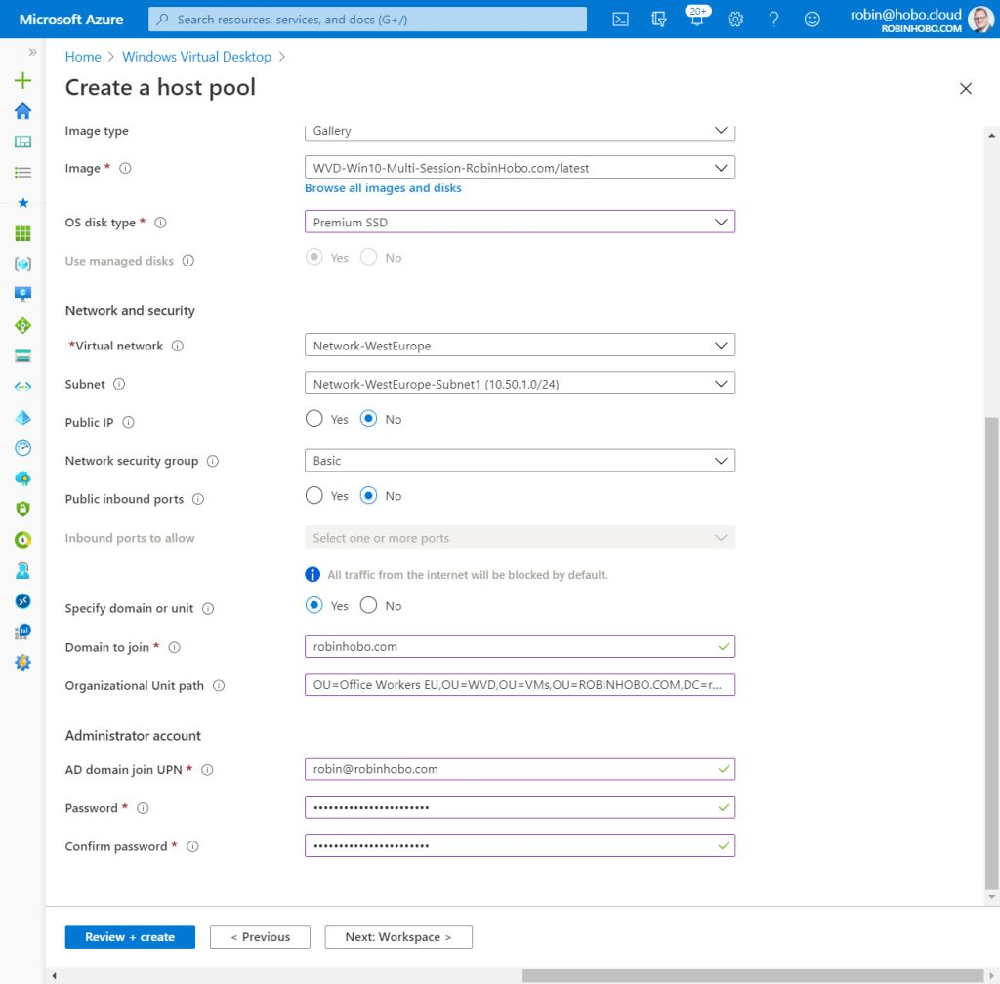 Microsoft Azure
Search resources, services, and docs (G+/)
20+
robin@hobo.cloud
ROBINHOBO.COM
Home > Windows Virtual Desktop >
Create a host pool
Image type
Gallery
Image *
WVD-Win10-Multi-Session-RobinHobo.com/latest
Browse all images and disks
OS disk type *
Premium SSD
Use managed disks
Yes No
Network and security
*Virtual network
Network-WestEurope
Subnet
Network-WestEurope-Subnet1 (10.50.1.0/24)
Public IP
Yes No
Network security group
Basic
Public inbound ports
Yes No
Inbound ports to allow
Select one or more ports
All traffic from the internet will be blocked by default.
Specify domain or unit
Yes No
Domain to join *
robinhobo.com
Organizational Unit path
OU=Office Workers EU,OU=WVD,OU=VMs,OU=ROBINHOBO.COM,DC=r...
Administrator account
AD domain join UPN *
robin@robinhobo.com
Password *
Confirm password *
Review + create
< Previous
Next: Workspace >